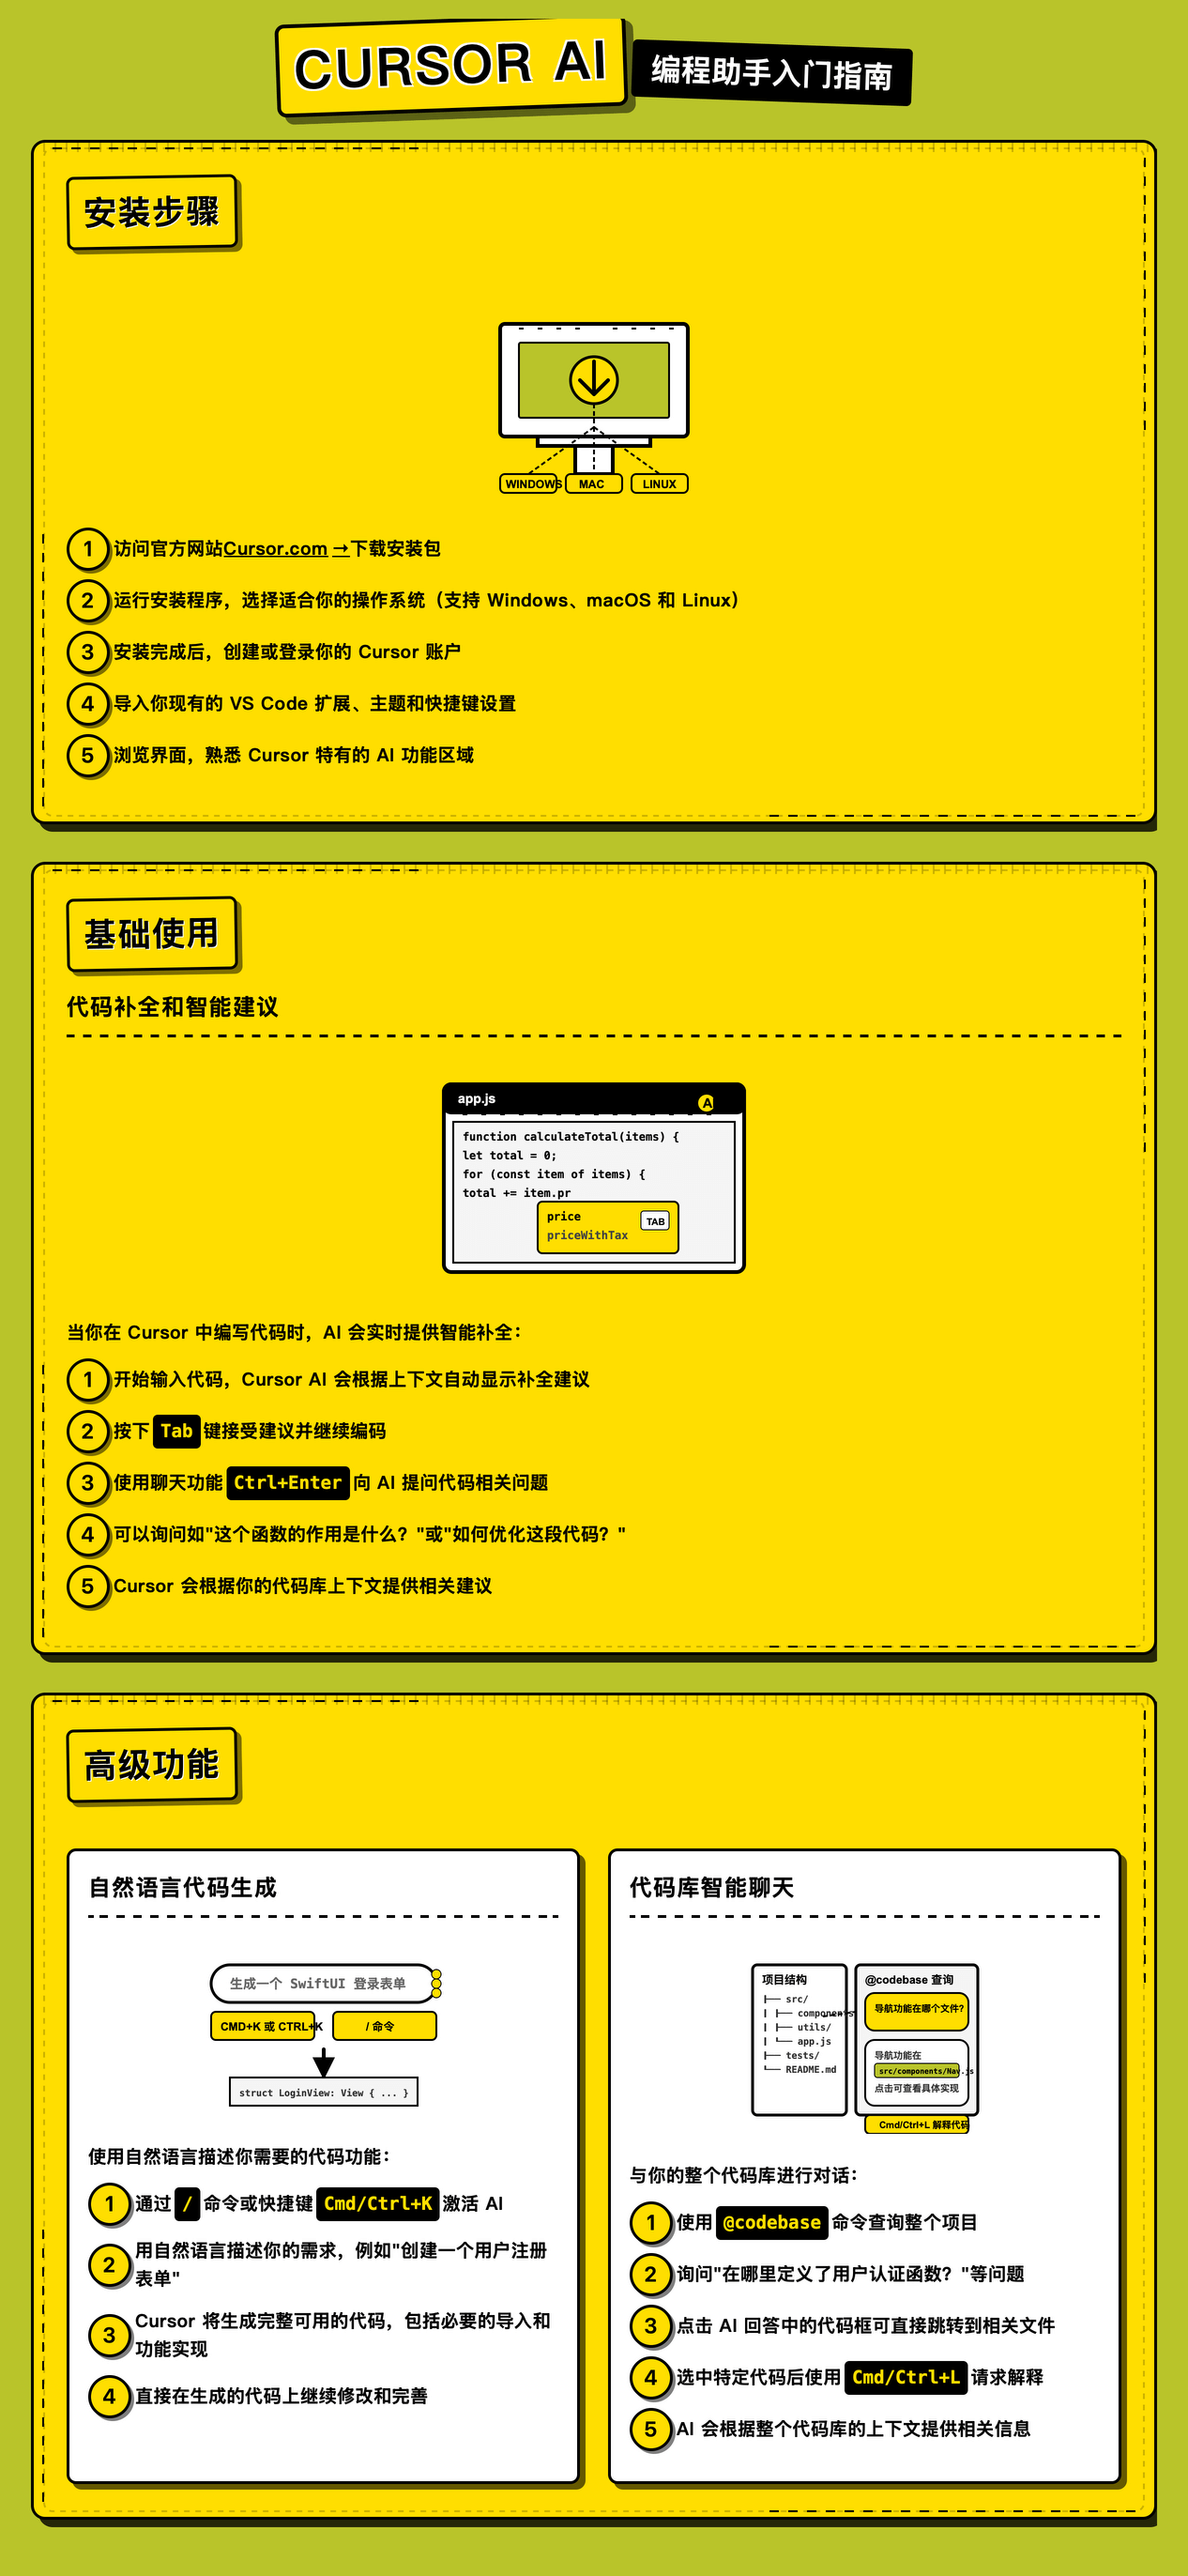 CURSOR AI
编程助手入门指南
安装步骤
WINDOWS
MAC
LINUX
1 访问官方网站Cursor.com →下载安装包
2 运行安装程序，选择适合你的操作系统（支持 Windows、macOS 和 Linux）
3 安装完成后，创建或登录你的 Cursor 账户
4 导入你现有的 VS Code 扩展、主题和快捷键设置
5 浏览界面，熟悉 Cursor 特有的 AI 功能区域
基础使用
代码补全和智能建议
app.js
A
function calculateTotal(items) {
let total = 0;
for (const item of items) {
total += item.pr
price
TAB
priceWithTax
当你在 Cursor 中编写代码时，AI 会实时提供智能补全：
1 开始输入代码，Cursor AI 会根据上下文自动显示补全建议
2 按下 Tab 键接受建议并继续编码
3 使用聊天功能 Ctrl+Enter 向 AI 提问代码相关问题
4 可以询问如"这个函数的作用是什么？"或"如何优化这段代码？"
5 Cursor 会根据你的代码库上下文提供相关建议
高级功能
自然语言代码生成
生成一个 SwiftUI 登录表单
CMD+K 或 CTRL+K
/ 命令
struct LoginView: View { ... }
使用自然语言描述你需要的代码功能：
1 通过 / 命令或快捷键 Cmd/Ctrl+K 激活 AI
2 用自然语言描述你的需求，例如"创建一个用户注册
表单"
3 Cursor 将生成完整可用的代码，包括必要的导入和
功能实现
4 直接在生成的代码上继续修改和完善
代码库智能聊天
项目结构
├── src/
│ ├── components/
│ ├── utils/
│ └── app.js
├── tests/
└── README.md
@codebase 查询
导航功能在哪个文件?
导航功能在
src/components/Nav.js
点击可查看具体实现
Cmd/Ctrl+L 解释代码
与你的整个代码库进行对话：
1 使用 @codebase 命令查询整个项目
2 询问"在哪里定义了用户认证函数？"等问题
3 点击 AI 回答中的代码框可直接跳转到相关文件
4 选中特定代码后使用 Cmd/Ctrl+L 请求解释
5 AI 会根据整个代码库的上下文提供相关信息